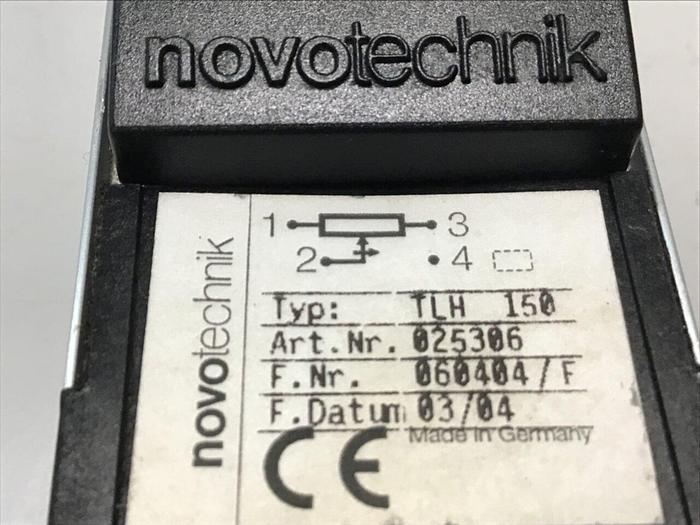 novotechnik
novotechnik
1 3
2 4
Typ: TLH 150
Art.Nr. 025306
F.Nr. 060404/F
F.Datum 03/04
CE Made in Germany